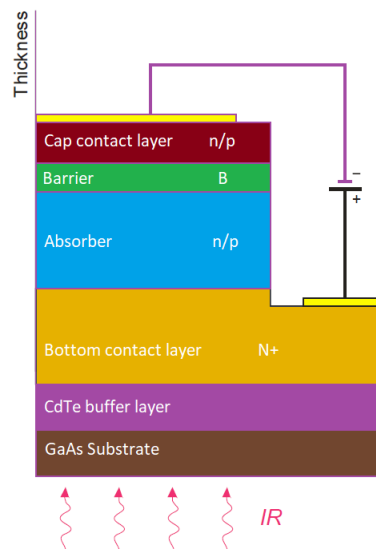 Thickness
Cap contact layer n/p
Barrier B
−
+
Absorber n/p
Bottom contact layer N+
CdTe buffer layer
GaAs Substrate
IR